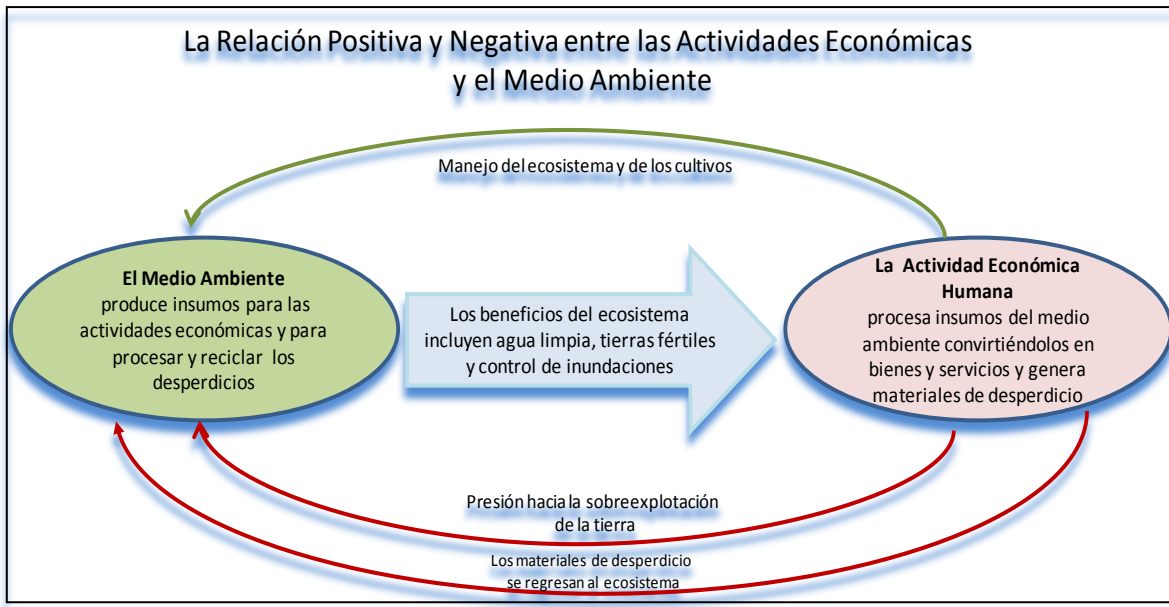 La Relación Positiva y Negativa entre las Actividades Económicas
y el Medio Ambiente
Manejo del ecosistema y de los cultivos
El Medio Ambiente
produce insumos para las
actividades económicas y para
procesar y reciclar los
desperdicios
Los beneficios del ecosistema
incluyen agua limpia, tierras fértiles
y control de inundaciones
La Actividad Económica
Humana
procesa insumos del medio
ambiente convirtiéndolos en
bienes y servicios y genera
materiales de desperdicio
Presión hacia la sobreexplotación
de la tierra
Los materiales de desperdicio
se regresan al ecosistema